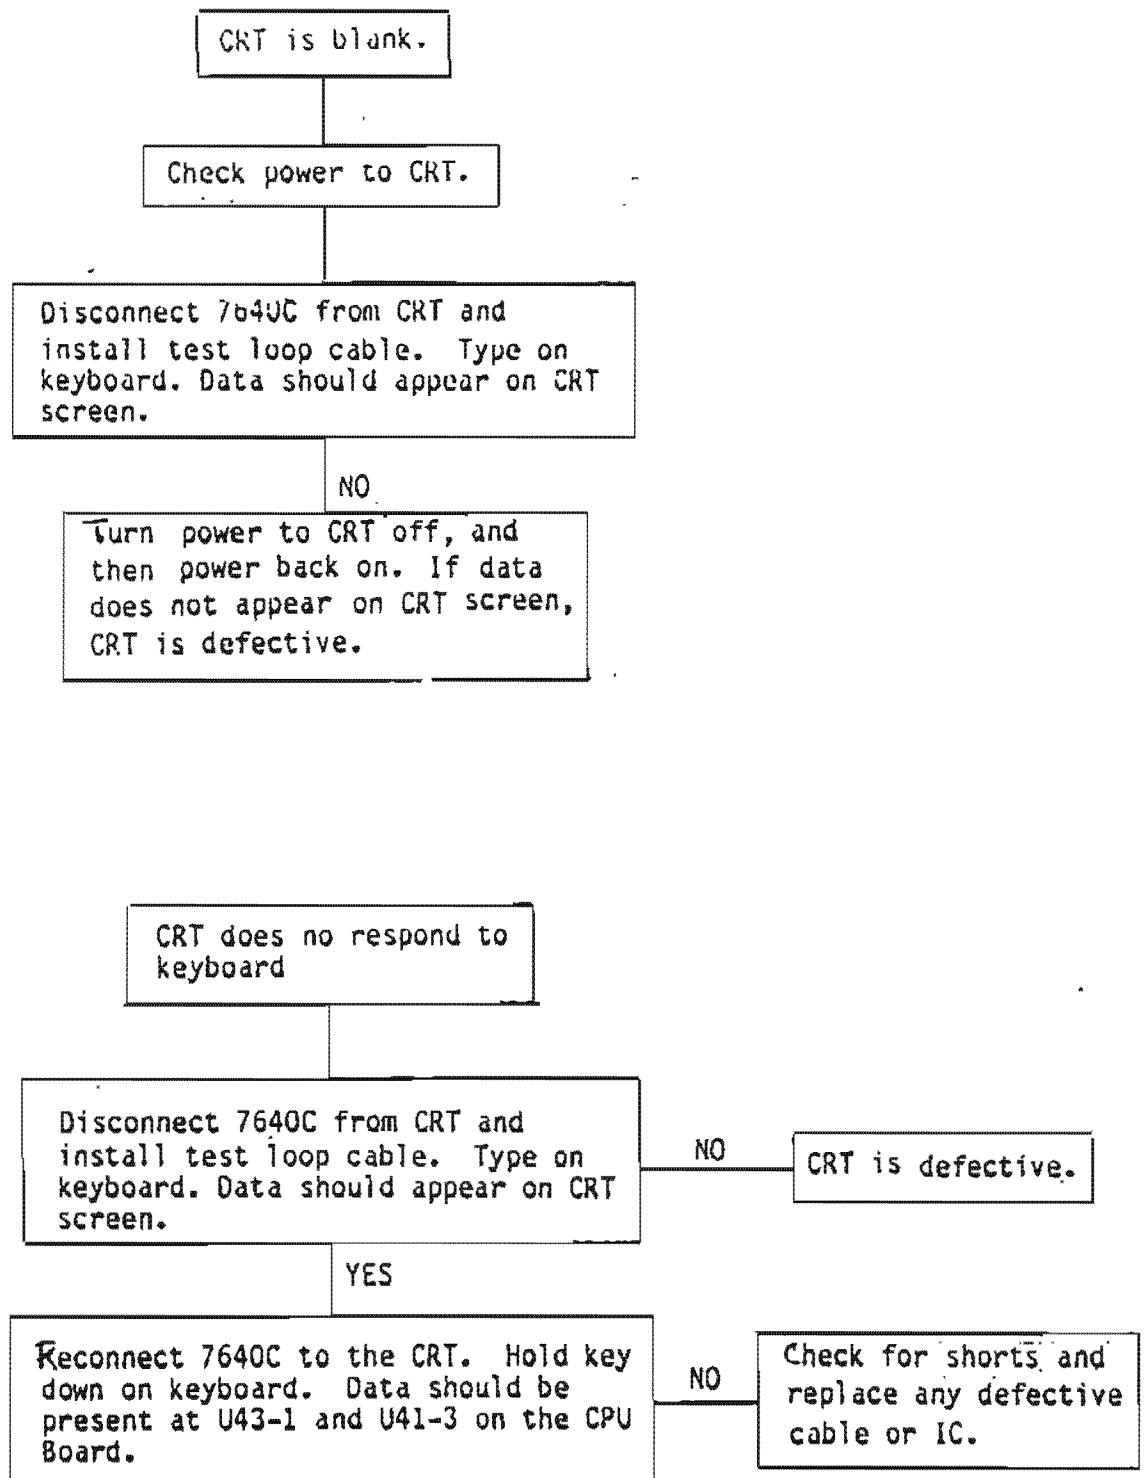 CRT is blank.
Check power to CRT.
Disconnect 7640C from CRT and
install test loop cable. Type on
keyboard. Data should appear on CRT
screen.
NO
Turn power to CRT off, and
then power back on. If data
does not appear on CRT screen,
CRT is defective.
CRT does no respond to
keyboard
Disconnect 7640C from CRT and
install test loop cable. Type on
keyboard. Data should appear on CRT
screen.
NO
CRT is defective.
YES
Reconnect 7640C to the CRT. Hold key
down on keyboard. Data should be
present at U43-1 and U41-3 on the CPU
Board.
NO
Check for shorts and
replace any defective
cable or IC.